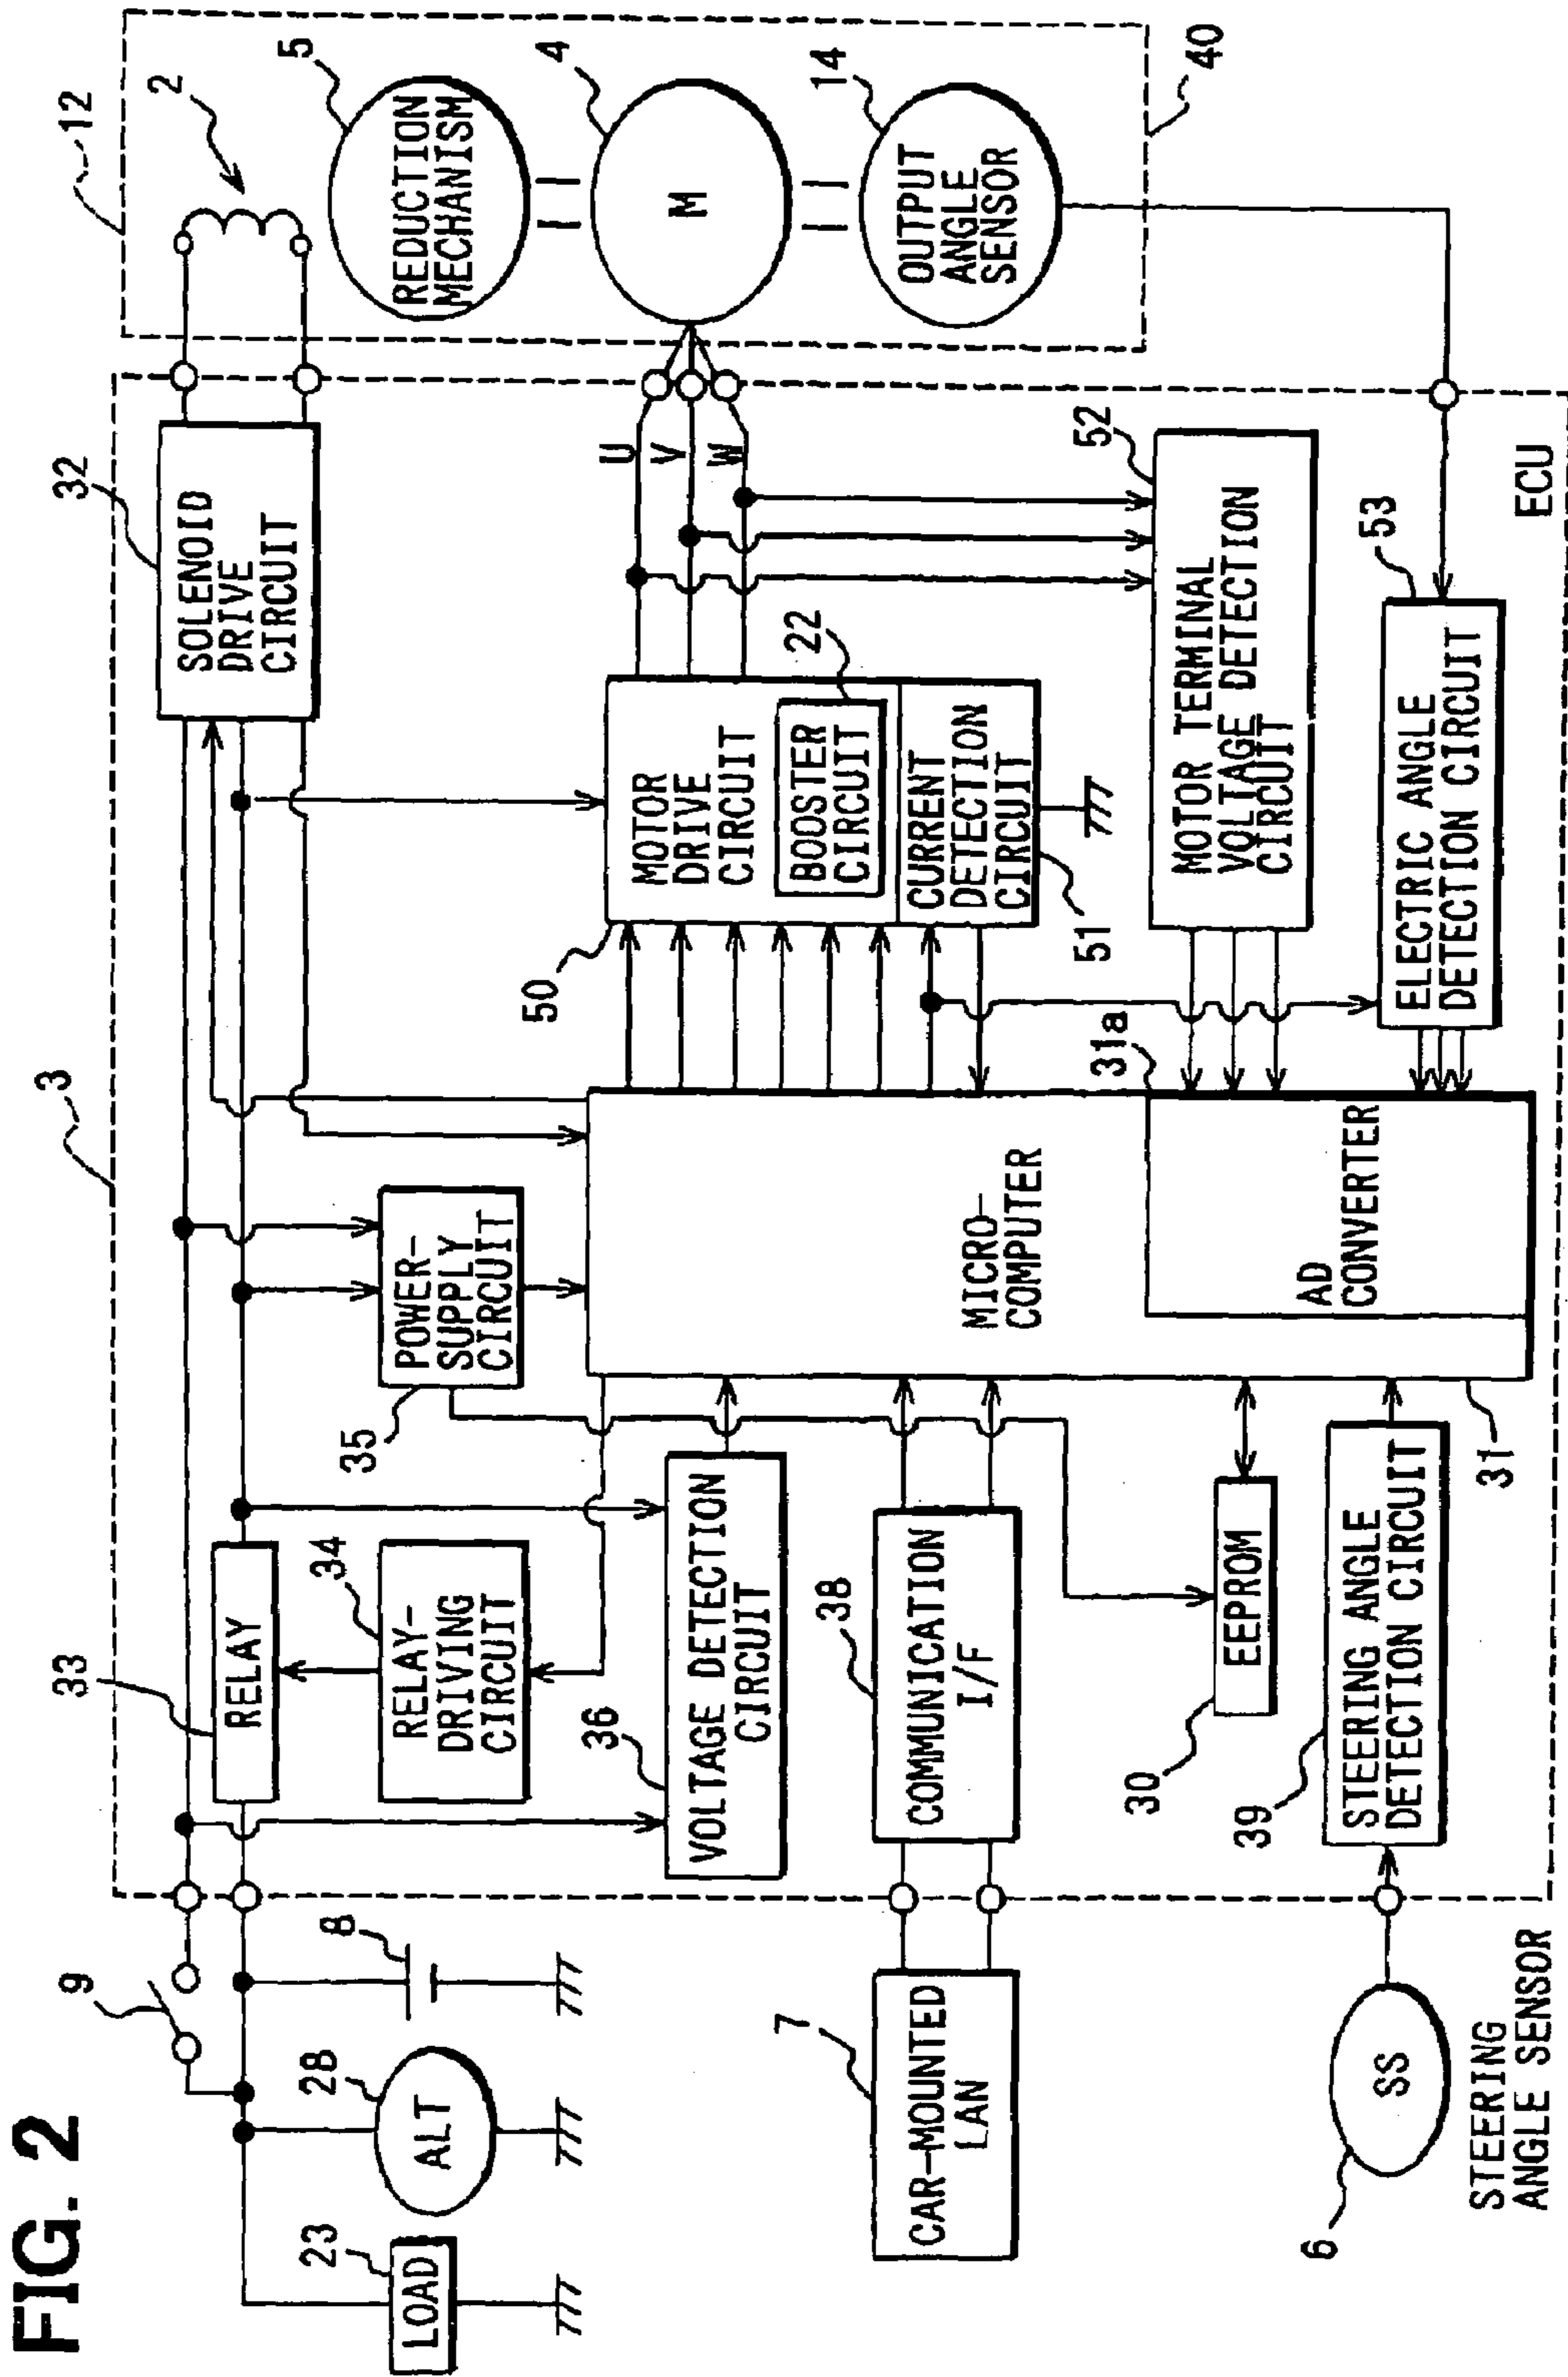 FIG. 2
12
2
5
REDUCTION
MECHANISM
4
M
14
OUTPUT
ANGLE
SENSOR
40
3
32
SOLENOID
DRIVE
CIRCUIT
U
V
W
50
MOTOR
DRIVE
CIRCUIT
22
BOOSTER
CIRCUIT
CURRENT
DETECTION
CIRCUIT
51
52
MOTOR TERMINAL
VOLTAGE DETECTION
CIRCUIT
53
ELECTRIC ANGLE
DETECTION CIRCUIT
ECU
33
RELAY
34
RELAY-
DRIVING
CIRCUIT
35
POWER-
SUPPLY
CIRCUIT
36
VOLTAGE DETECTION
CIRCUIT
MICRO-
COMPUTER
31a
AD
CONVERTER
31
38
COMMUNICATION
I/F
30
EEPROM
39
STEERING ANGLE
DETECTION CIRCUIT
9
8
28
ALT
23
LOAD
7
CAR-MOUNTED
LAN
6
SS
STEERING
ANGLE SENSOR